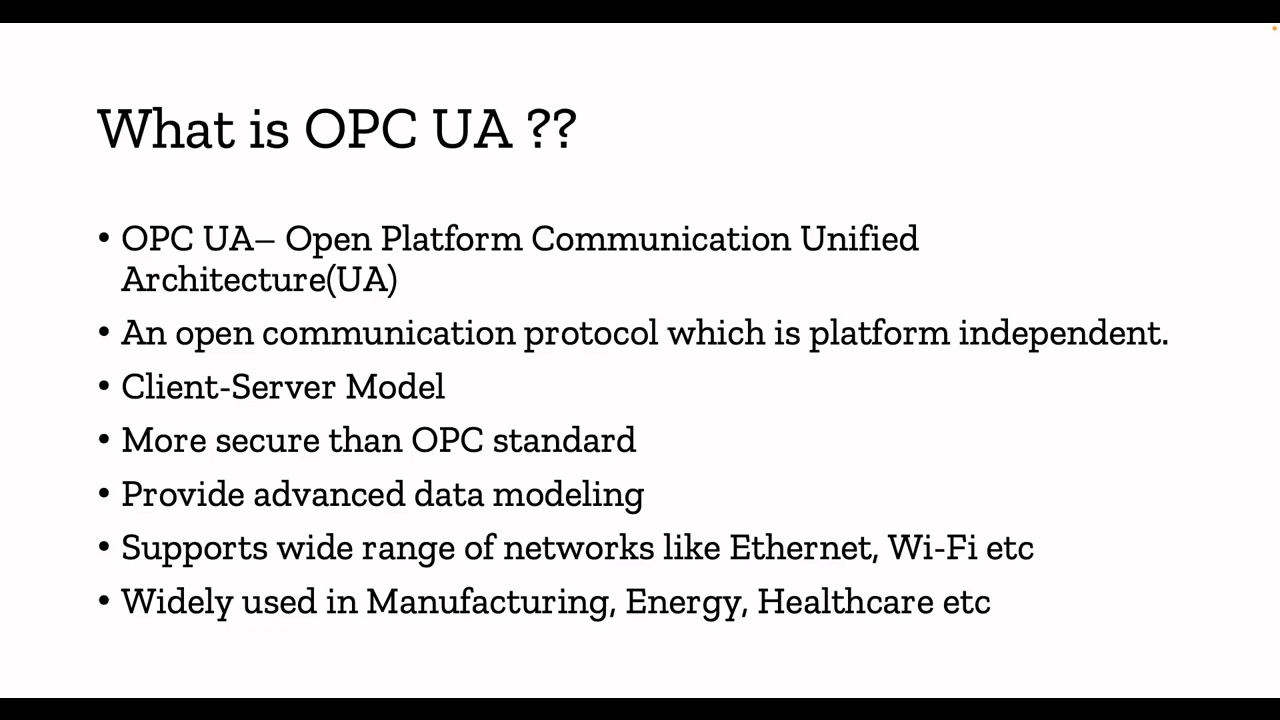 What is OPC UA ??
• OPC UA– Open Platform Communication Unified
Architecture(UA)
• An open communication protocol which is platform independent.
• Client-Server Model
• More secure than OPC standard
• Provide advanced data modeling
• Supports wide range of networks like Ethernet, Wi-Fi etc
• Widely used in Manufacturing, Energy, Healthcare etc